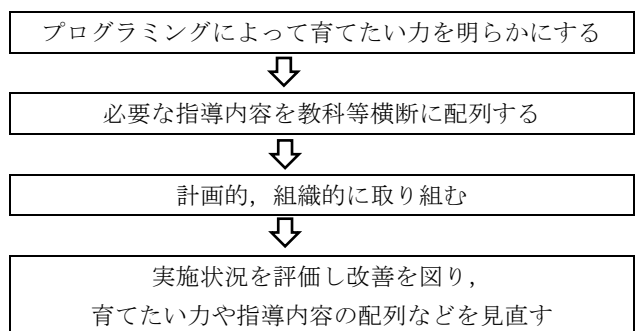 プログラミングによって育てたい力を明らかにする
必要な指導内容を教科等横断に配列する
計画的，組織的に取り組む
実施状況を評価し改善を図り，
育てたい力や指導内容の配列などを見直す